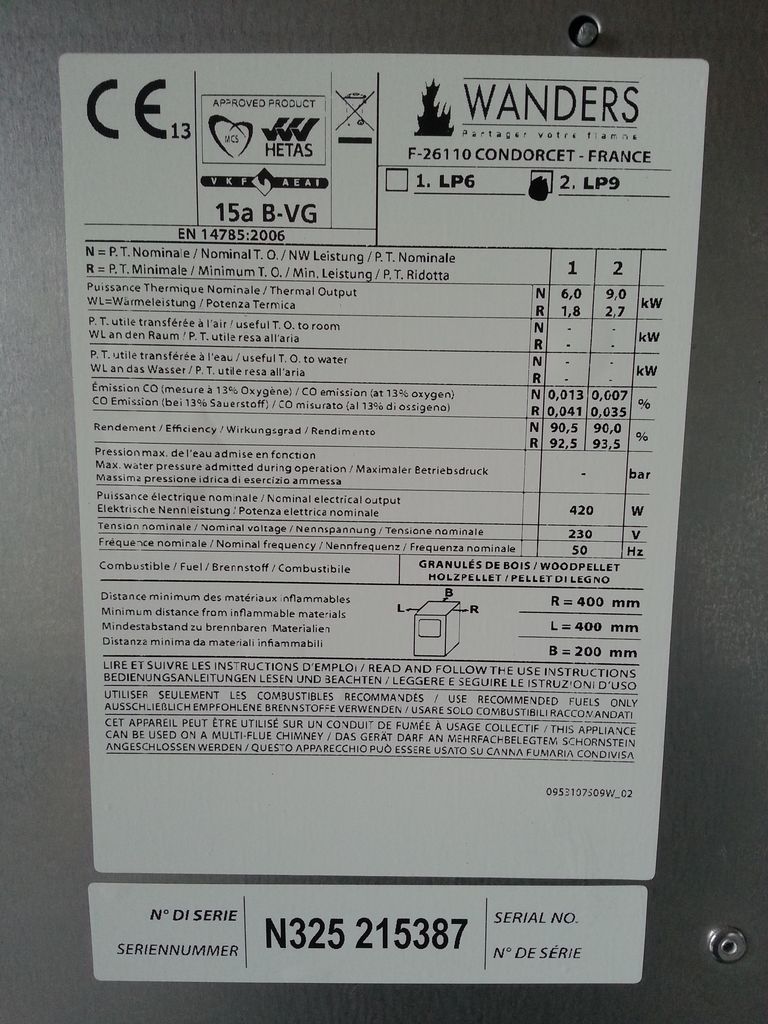 CE 13
APPROVED PRODUCT
MCS
HETAS
VKF AEAI
15a B-VG
EN 14785:2006
WANDERS
Partager votre flamme
F-26110 CONDORCET - FRANCE
1. LP6
2. LP9
N = P. T. Nominale / Nominal T. O. / NW Leistung / P. T. Nominale
R = P. T. Minimale / Minimum T. O. / Min. Leistung / P. T. Ridotta
1 2
Puissance Thermique Nominale / Thermal Output N 6,0 9,0 kW
WL=Wärmeleistung / Potenza Termica R 1,8 2,7
P. T. utile transférée à l'air / useful T. O. to room N - - kW
WL an den Raum / P. T. utile resa all'aria R - -
P. T. utile transférée à l'eau / useful T. O. to water N - - kW
WL an das Wasser / P. T. utile resa all'aria R - -
Émission CO (mesure à 13% Oxygène) / CO emission (at 13% oxygen) N 0,013 0,007 %
CO Emission (bei 13% Sauerstoff) / CO misurato (al 13% di ossigeno) R 0,041 0,035
Rendement / Efficiency / Wirkungsgrad / Rendimento N 90,5 90,0 %
R 92,5 93,5
Pression max. de l'eau admise en fonction
Max. water pressure admitted during operation / Maximaler Betriebsdruck - bar
Massima pressione idrica di esercizio ammessa
Puissance électrique nominale / Nominal electrical output
Elektrische Nennleistung / Potenza elettrica nominale 420 W
Tension nominale / Nominal voltage / Nennspannung / Tensione nominale 230 V
Fréquence nominale / Nominal frequency / Nennfrequenz / Frequenza nominale 50 Hz
Combustible / Fuel / Brennstoff / Combustibile
GRANULÉS DE BOIS / WOODPELLET
HOLZPELLET / PELLET DI LEGNO
Distance minimum des matériaux inflammables
Minimum distance from inflammable materials
Mindestabstand zu brennbaren Materialien
Distanza minima da materiali infiammabili
B
L R
R = 400 mm
L = 400 mm
B = 200 mm
LIRE ET SUIVRE LES INSTRUCTIONS D'EMPLOI / READ AND FOLLOW THE USE INSTRUCTIONS
BEDIENUNGSANLEITUNGEN LESEN UND BEACHTEN / LEGGERE E SEGUIRE LE ISTRUZIONI D'USO
UTILISER SEULEMENT LES COMBUSTIBLES RECOMMANDÉS / USE RECOMMENDED FUELS ONLY
AUSSCHLIEßLICH EMPFOHLENE BRENNSTOFFE VERWENDEN / USARE SOLO COMBUSTIBILI RACCOMANDATI
CET APPAREIL PEUT ÊTRE UTILISÉ SUR UN CONDUIT DE FUMÉE À USAGE COLLECTIF / THIS APPLIANCE
CAN BE USED ON A MULTI-FLUE CHIMNEY / DAS GERÄT DARF AN MEHRFACHBELEGTEM SCHORNSTEIN
ANGESCHLOSSEN WERDEN / QUESTO APPARECCHIO PUÒ ESSERE USATO SU CANNA FUMARIA CONDIVISA
0953107509W_02
N° DI SERIE
SERIENNUMMER
N325 215387
SERIAL NO.
N° DE SÉRIE